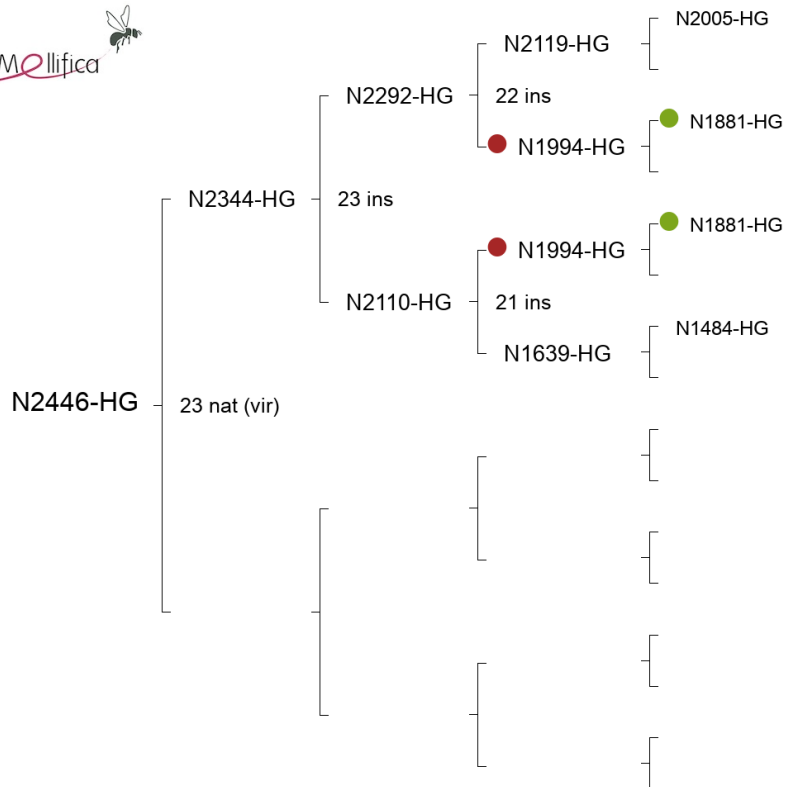 Mellifica
N2005-HG
N2119-HG
N2292-HG
22 ins
N1881-HG
N1994-HG
N2344-HG
23 ins
N1881-HG
N1994-HG
N2110-HG
21 ins
N1484-HG
N1639-HG
N2446-HG
23 nat (vir)